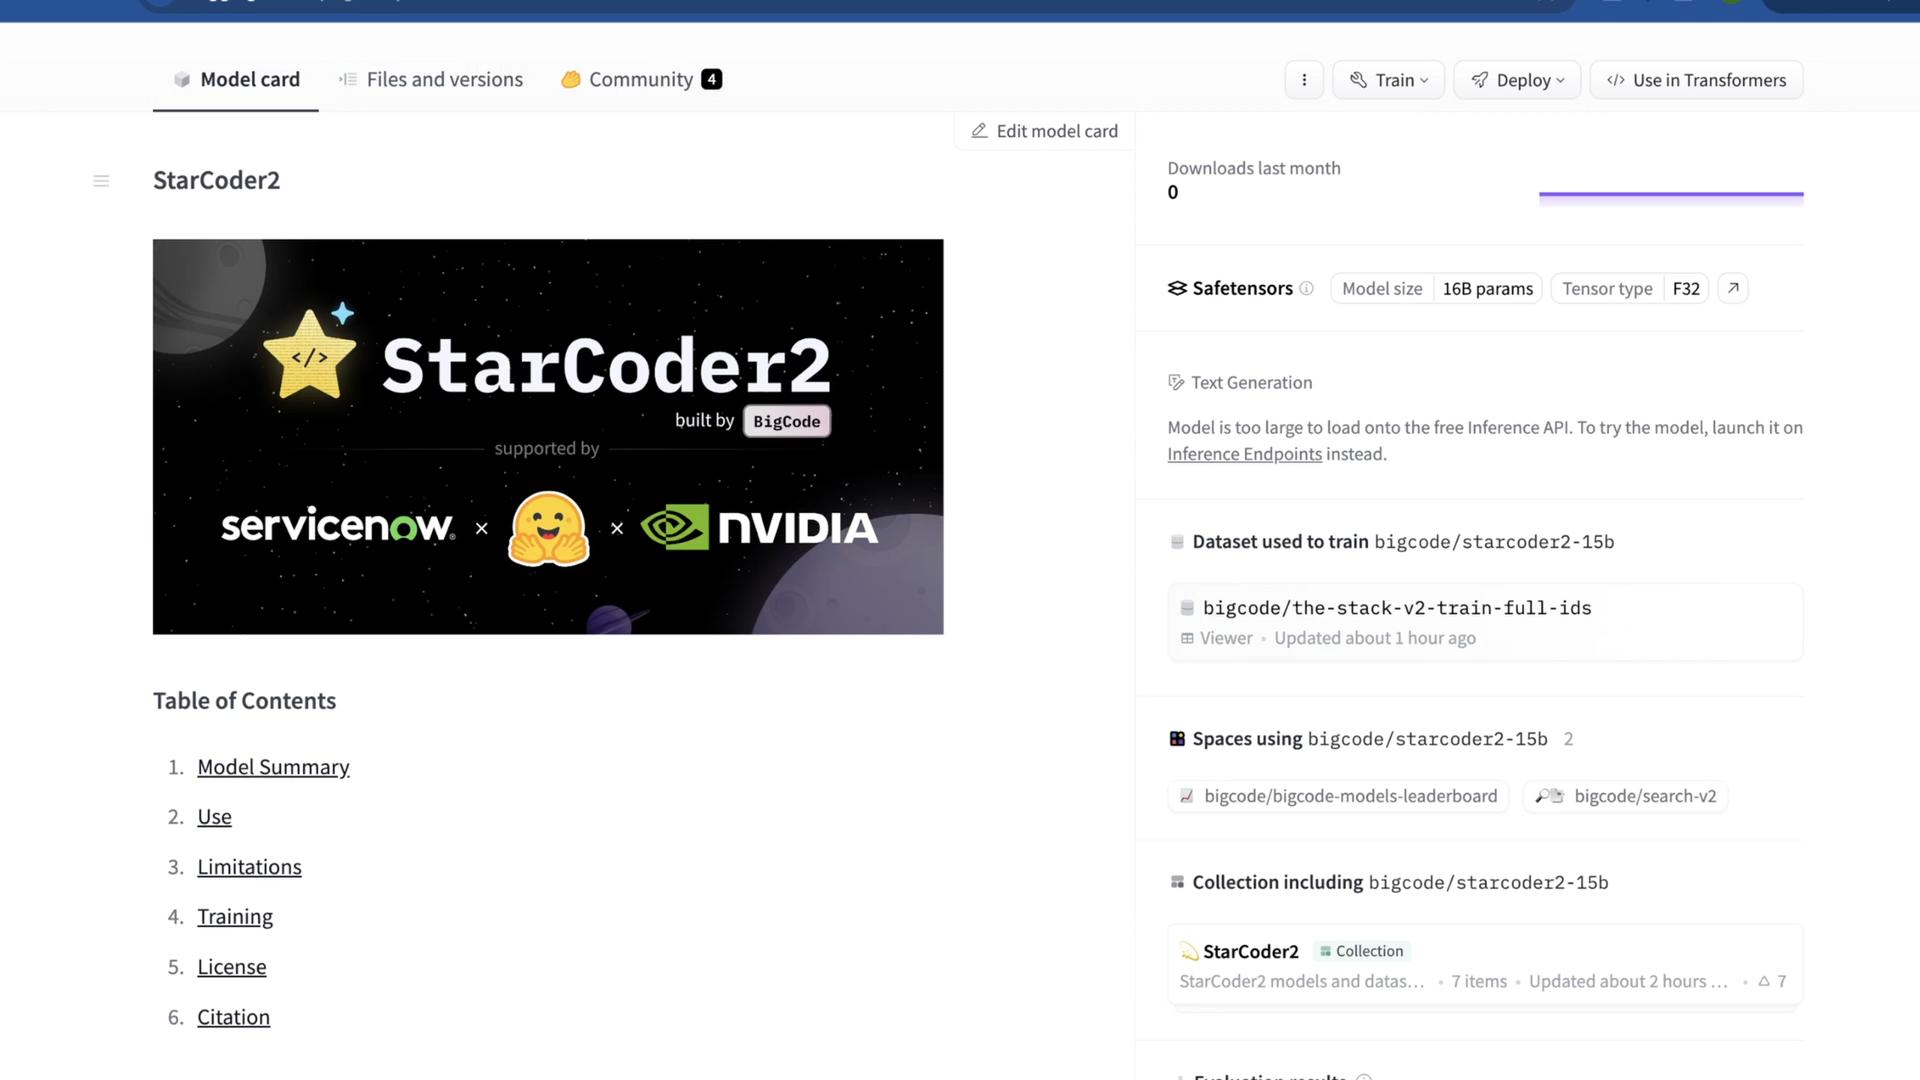 Model card
Files and versions
Community 4
Train
Deploy
</> Use in Transformers
Edit model card
StarCoder2
</>
StarCoder2
built by BigCode
supported by
servicenow × × NVIDIA
Table of Contents
1. Model Summary
2. Use
3. Limitations
4. Training
5. License
6. Citation
Downloads last month
0
Safetensors
Model size 16B params
Tensor type F32
Text Generation
Model is too large to load onto the free Inference API. To try the model, launch it on
Inference Endpoints instead.
Dataset used to train bigcode/starcoder2-15b
bigcode/the-stack-v2-train-full-ids
Viewer • Updated about 1 hour ago
Spaces using bigcode/starcoder2-15b 2
bigcode/bigcode-models-leaderboard
bigcode/search-v2
Collection including bigcode/starcoder2-15b
StarCoder2 Collection
StarCoder2 models and datas... • 7 items • Updated about 2 hours ... • 7